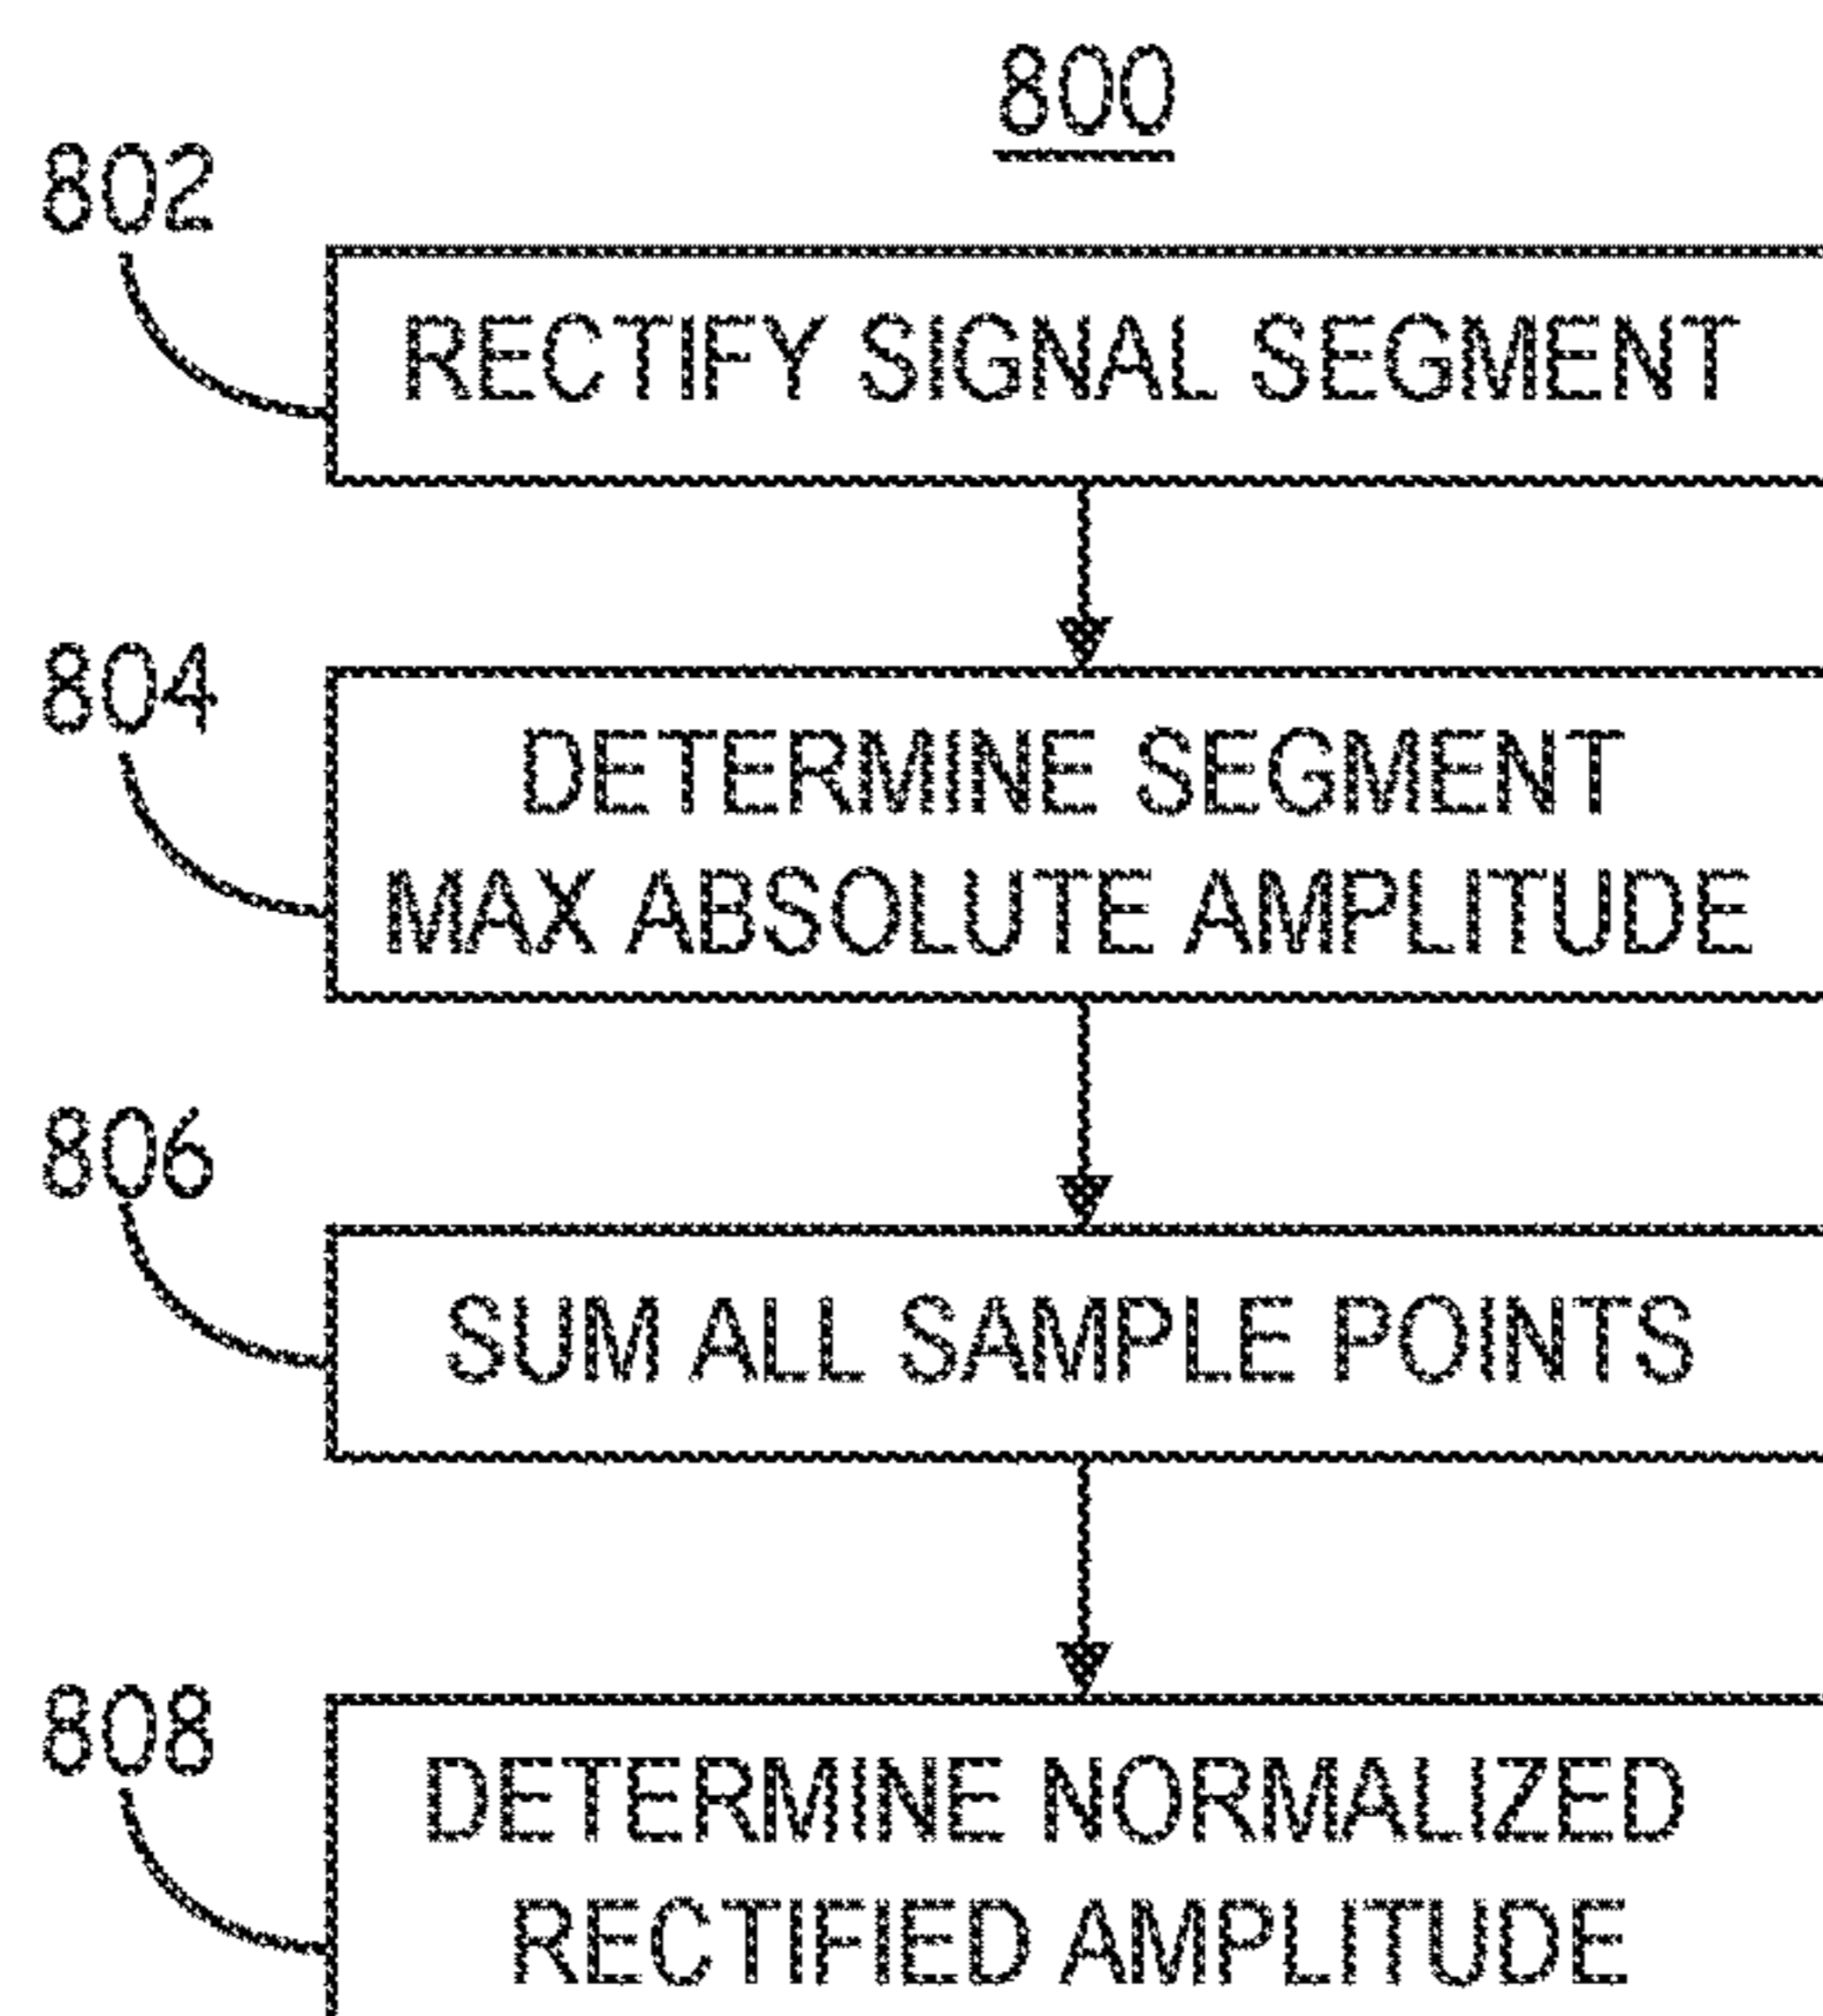 800
802
RECTIFY SIGNAL SEGMENT
804
DETERMINE SEGMENT
MAX ABSOLUTE AMPLITUDE
806
SUM ALL SAMPLE POINTS
808
DETERMINE NORMALIZED
RECTIFIED AMPLITUDE